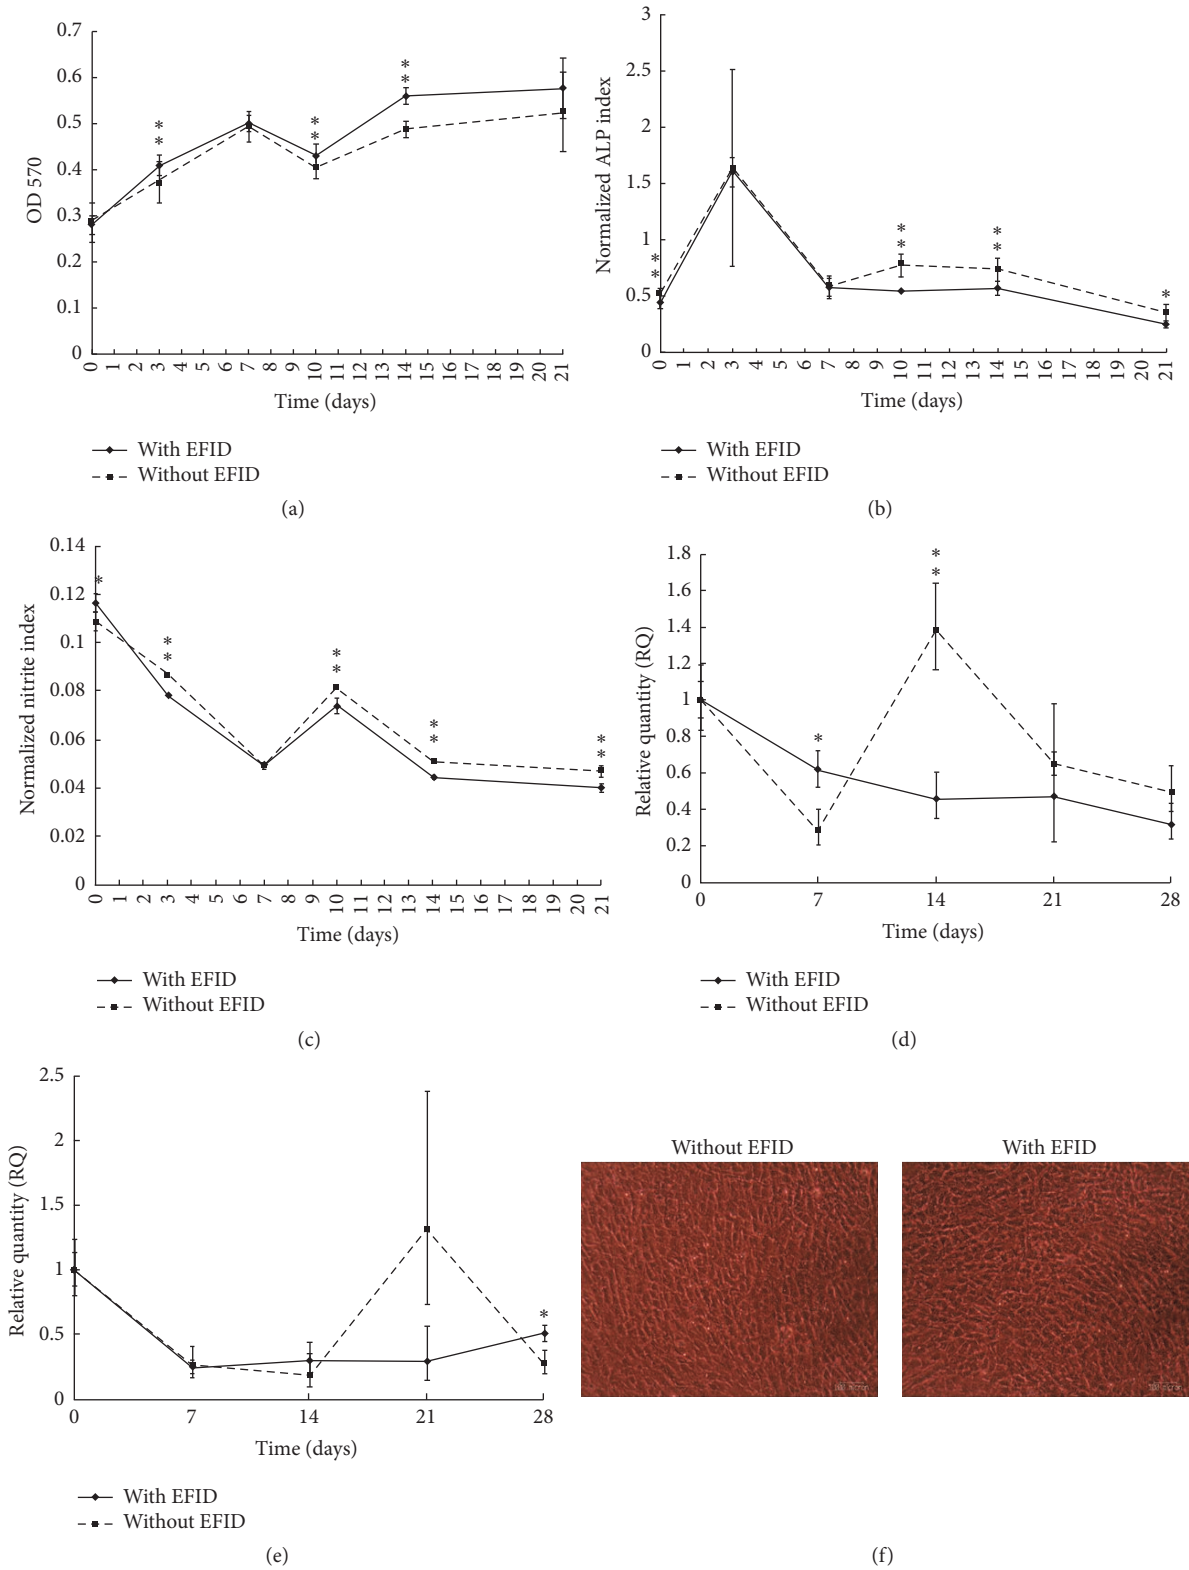 0.7
0.6
0.5
0.4
0.3
0.2
0.1
0
OD 570
** ** **
0 1 2 3 4 5 6 7 9 10 11 12 14 15 16 17 19 20 21
Time (days)
With EFID
Without EFID
(a)
3
2.5
2
1.5
1
0.5
0
Normalized ALP index
** ** ** *
0 1 2 3 4 5 6 7 9 10 11 12 14 15 16 17 19 20 21
Time (days)
With EFID
Without EFID
(b)
0.14
0.12
0.1
0.08
0.06
0.04
0.02
0
Normalized nitrite index
* ** ** ** **
0 1 2 3 4 5 6 7 8 9 10 11 12 13 14 15 16 17 18 19 20 21
Time (days)
With EFID
Without EFID
(c)
1.8
1.6
1.4
1.2
1
0.8
0.6
0.4
0.2
0
Relative quantity (RQ)
* **
0 7 14 21 28
Time (days)
With EFID
Without EFID
(d)
2.5
2
1.5
1
0.5
0
Relative quantity (RQ)
*
0 7 14 21 28
Time (days)
With EFID
Without EFID
(e)
Without EFID
With EFID
100 micron
100 micron
(f)